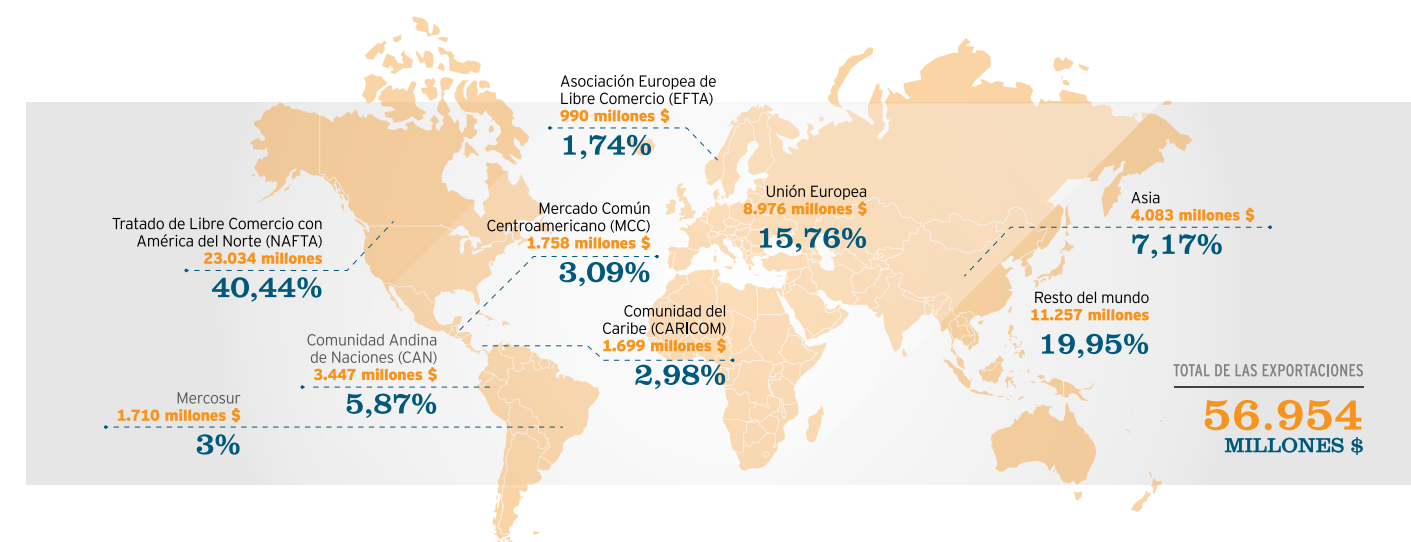 Asociación Europea de
Libre Comercio (EFTA)
990 millones $
1,74%
Unión Europea
8.976 millones $
15,76%
Asia
4.083 millones $
7,17%
Mercado Común
Centroamericano (MCC)
1.758 millones $
3,09%
Tratado de Libre Comercio con
América del Norte (NAFTA)
23.034 millones
40,44%
Resto del mundo
11.257 millones
19,95%
Comunidad del
Caribe (CARICOM)
1.699 millones $
2,98%
Comunidad Andina
de Naciones (CAN)
3.447 millones $
5,87%
Mercosur
1.710 millones $
3%
TOTAL DE LAS EXPORTACIONES
56.954
MILLONES $